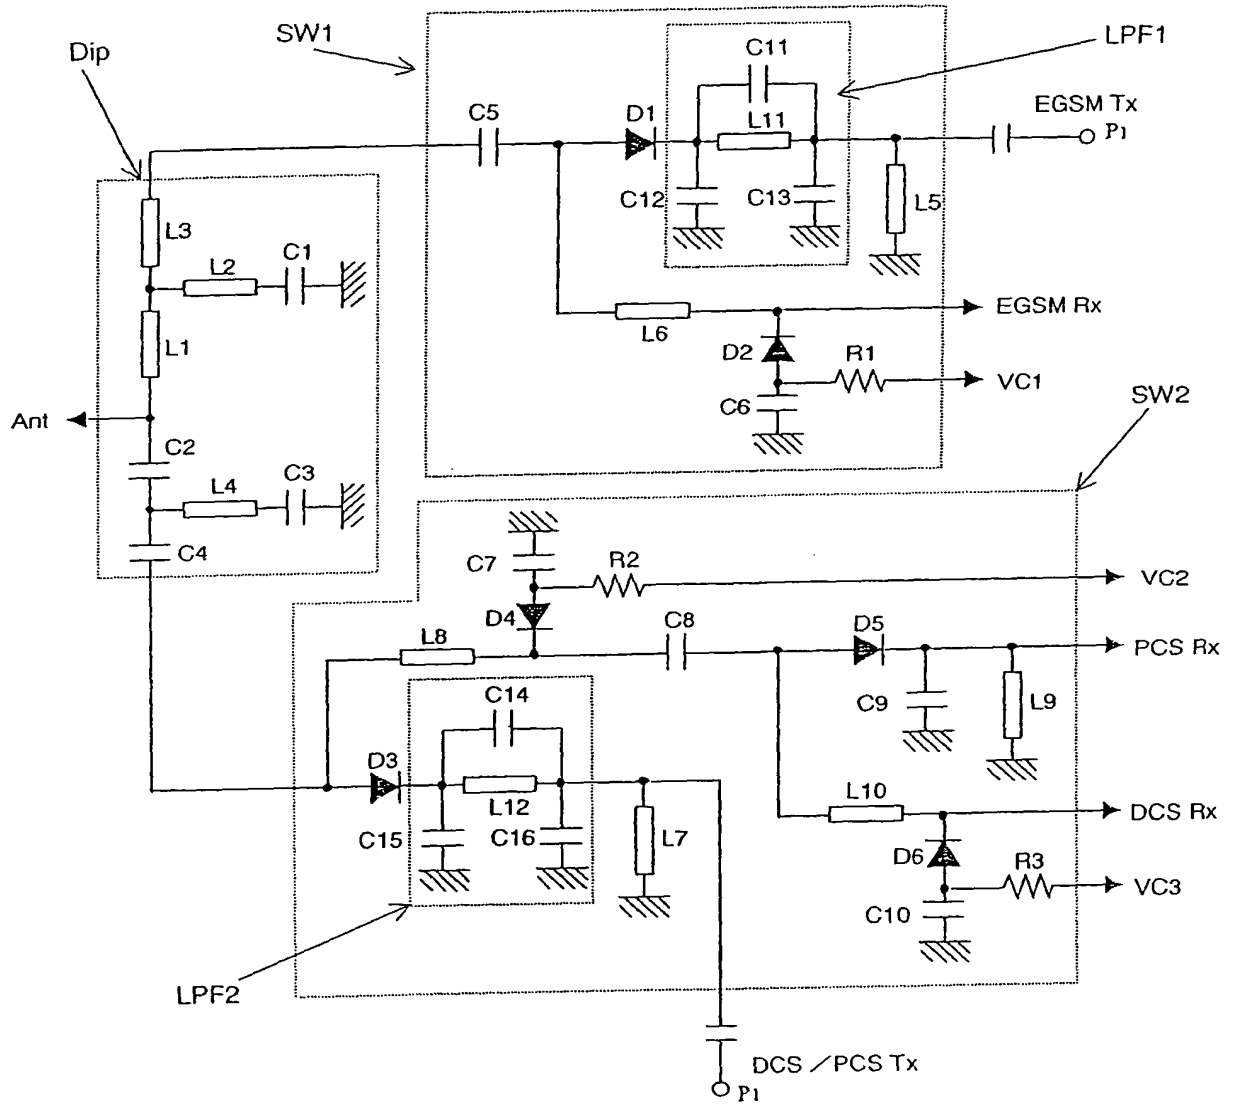 SW1
LPF1
Dip
C11
EGSM Tx
C5
D1
L11
P1
C12
C13
L5
L3
L2
C1
EGSM Rx
L6
L1
D2
R1
VC1
SW2
C6
Ant
C2
L4
C3
C4
C7
R2
VC2
D4
L8
C8
D5
PCS Rx
C14
C9
L9
D3
L12
L10
DCS Rx
C15
C16
L7
D6
R3
VC3
C10
LPF2
DCS / PCS Tx
P1